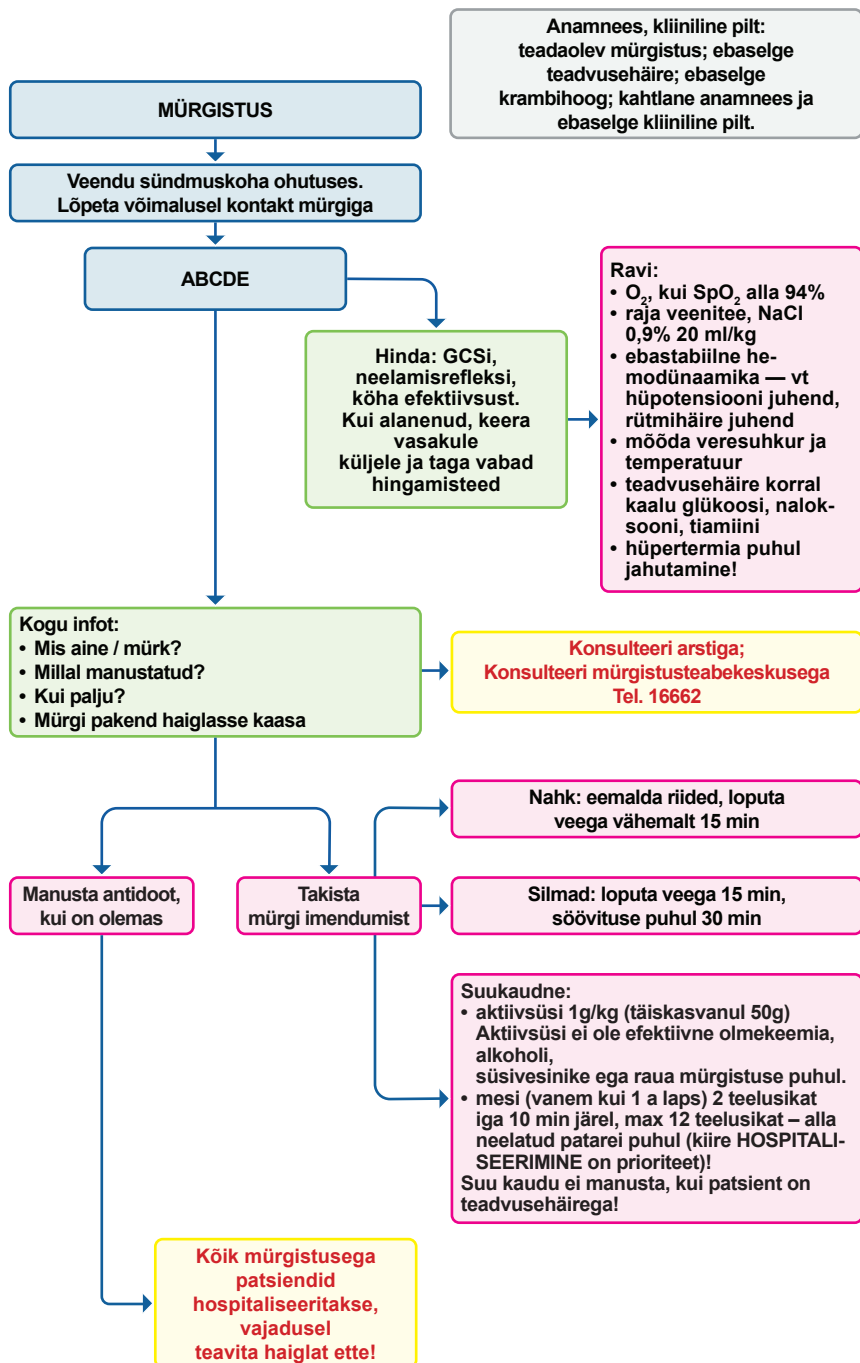 Anamnees, kliiniline pilt:
teadaolev mürgistus; ebaselge
teadvusehäire; ebaselge
krambihoog; kahtlane anamnees ja
ebaselge kliiniline pilt.
MÜRGISTUS
Veendu sündmuskoha ohutuses.
Lõpeta võimalusel kontakt mürgiga
ABCDE
Hinda: GCSi,
neelamisrefleksi,
köha efektiivsust.
Kui alanenud, keera
vasakule
küljele ja taga vabad
hingamisteed
Ravi:
• O₂, kui SpO₂ alla 94%
• raja veenitee, NaCl
0,9% 20 ml/kg
• ebastabiilne he-
modünaamika — vt
hüpotensiooni juhend,
rütmihäire juhend
• mõõda veresuhkur ja
temperatuur
• teadvusehäire korral
kaalu glükoosi, nalok-
sooni, tiamiini
• hüpertermia puhul
jahutamine!
Kogu infot:
• Mis aine / mürk?
• Millal manustatud?
• Kui palju?
• Mürgi pakend haiglasse kaasa
Konsulteeri arstiga;
Konsulteeri mürgistusteabekeskusega
Tel. 16662
Nahk: eemalda riided, loputa
veega vähemalt 15 min
Manusta antidoot,
kui on olemas
Takista
mürgi imendumist
Silmad: loputa veega 15 min,
söövituse puhul 30 min
Suukaudne:
• aktiivsüsi 1g/kg (täiskasvanul 50g)
Aktiivsüsi ei ole efektiivne olmekeemia,
alkoholi,
süsivesinike ega raua mürgistuse puhul.
• mesi (vanem kui 1 a laps) 2 teelusikat
iga 10 min järel, max 12 teelusikat – alla
neelatud patarei puhul (kiire HOSPITALI-
SEERIMINE on prioriteet)!
Suu kaudu ei manusta, kui patsient on
teadvusehäirega!
Kõik mürgistusega
patsiendid
hospitaliseeritakse,
vajadusel
teavita haiglat ette!